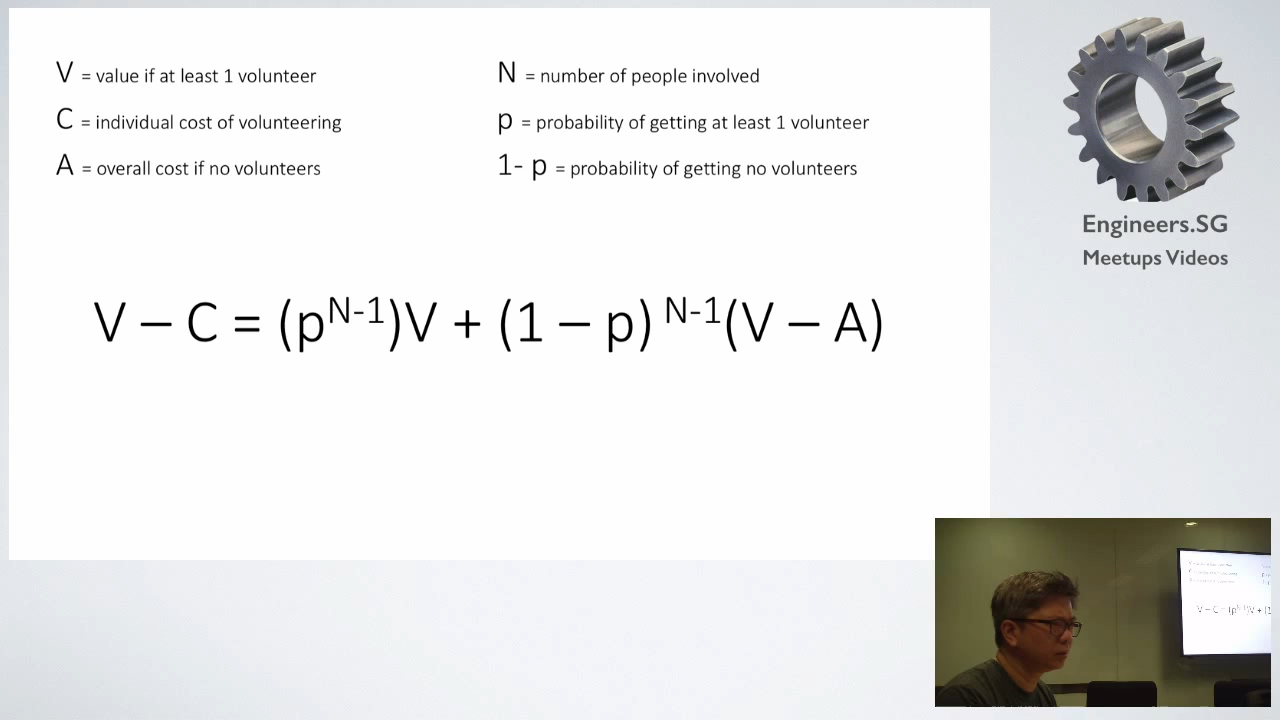 V = value if at least 1 volunteer
C = individual cost of volunteering
A = overall cost if no volunteers
N = number of people involved
p = probability of getting at least 1 volunteer
1- p = probability of getting no volunteers
V – C = (pᴺ⁻¹)V + (1 – p) ᴺ⁻¹(V – A)
Engineers.SG
Meetups Videos